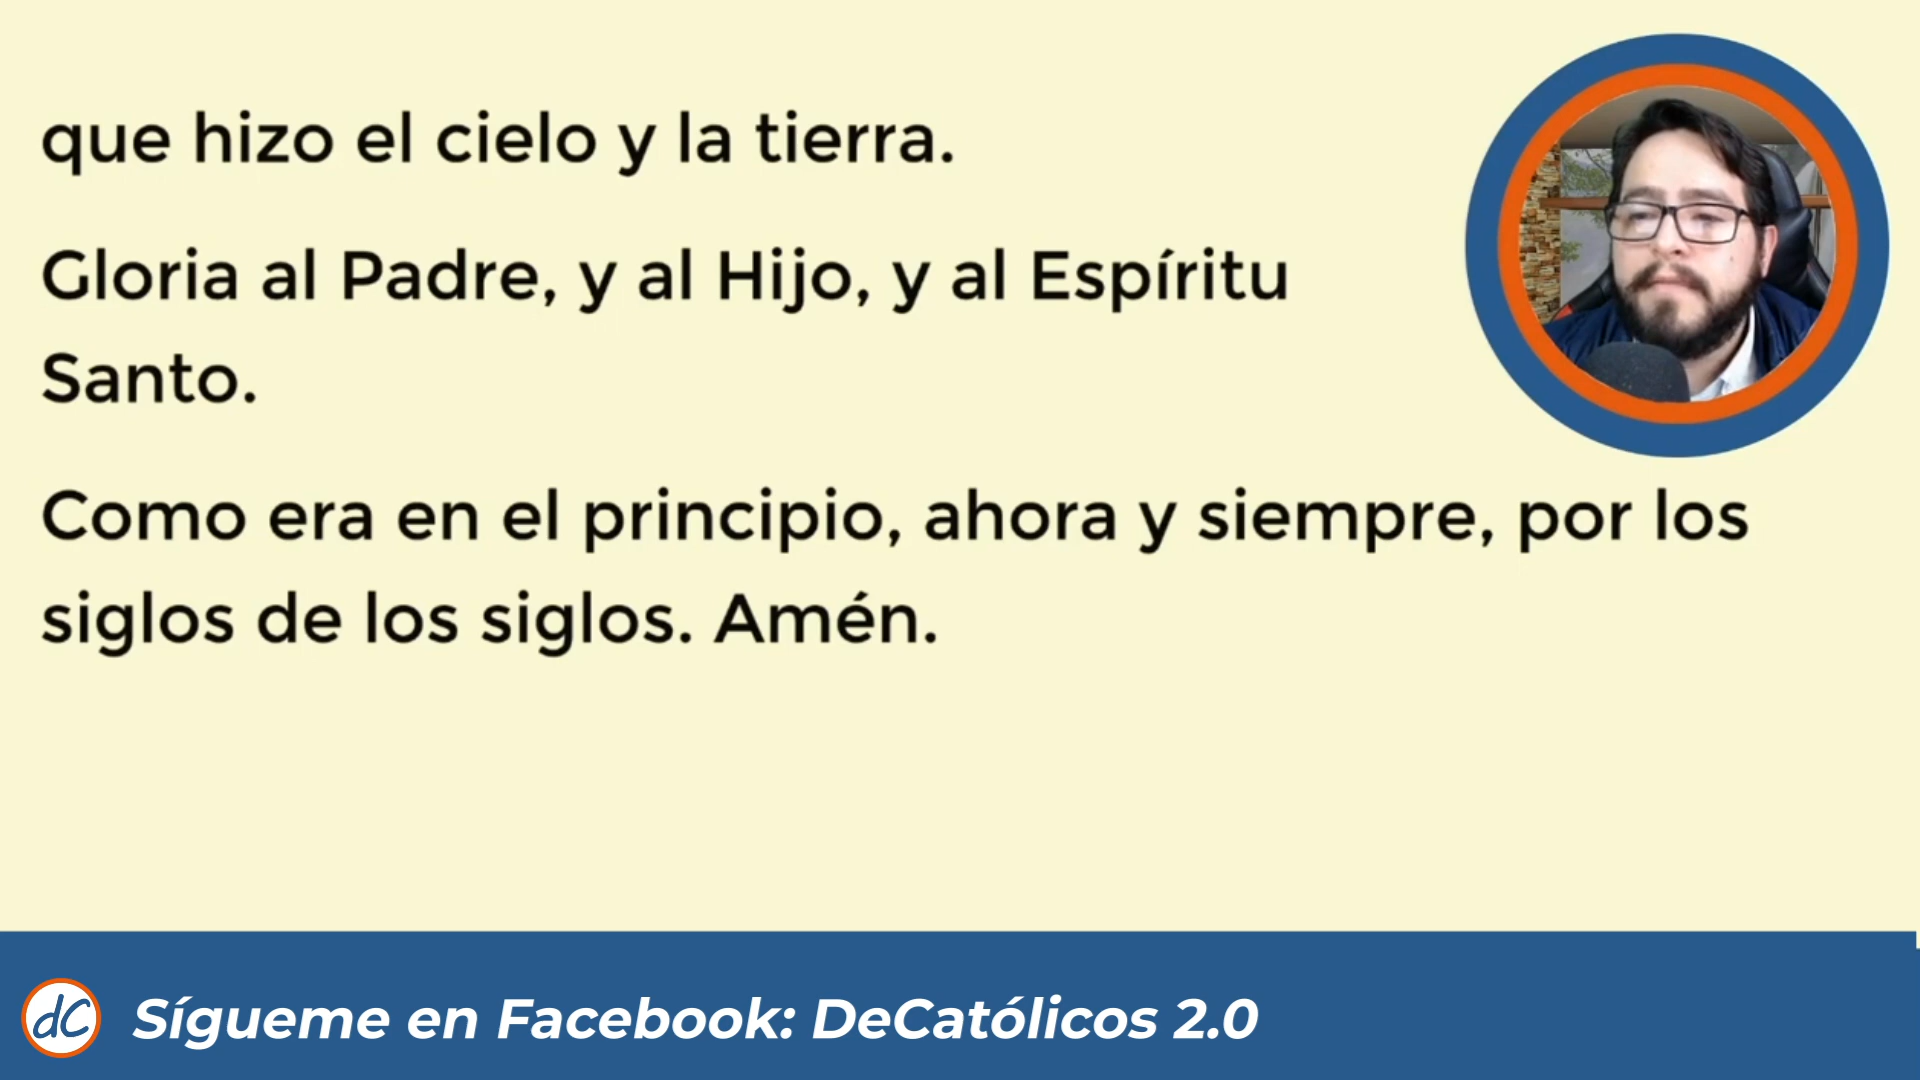 que hizo el cielo y la tierra.
Gloria al Padre, y al Hijo, y al Espíritu
Santo.
Como era en el principio, ahora y siempre, por los
siglos de los siglos. Amén.
dC Sígueme en Facebook: DeCatólicos 2.0